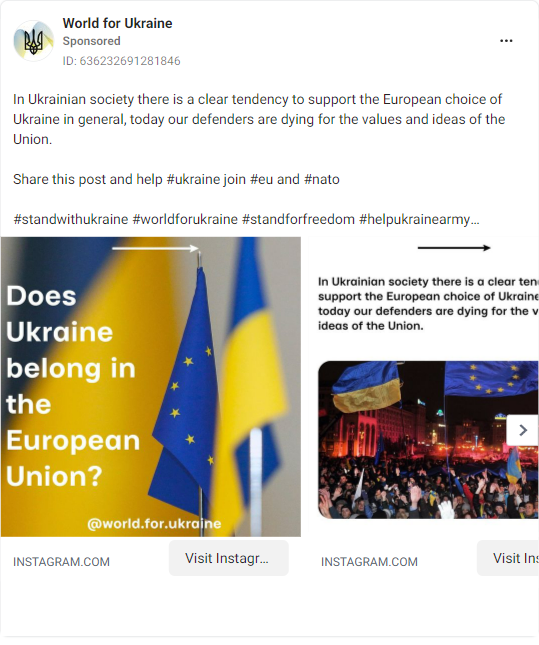 World for Ukraine
Sponsored
ID: 636232691281846
In Ukrainian society there is a clear tendency to support the European choice of
Ukraine in general, today our defenders are dying for the values and ideas of the
Union.
Share this post and help #ukraine join #eu and #nato
#standwithukraine #worldforukraine #standforfreedom #helpukrainearmy...
Does
Ukraine
belong in
the
European
Union?
@world.for.ukraine
In Ukrainian society there is a clear ten
support the European choice of Ukraine
today our defenders are dying for the v
ideas of the Union.
INSTAGRAM.COM
Visit Instagr...
INSTAGRAM.COM
Visit Ins